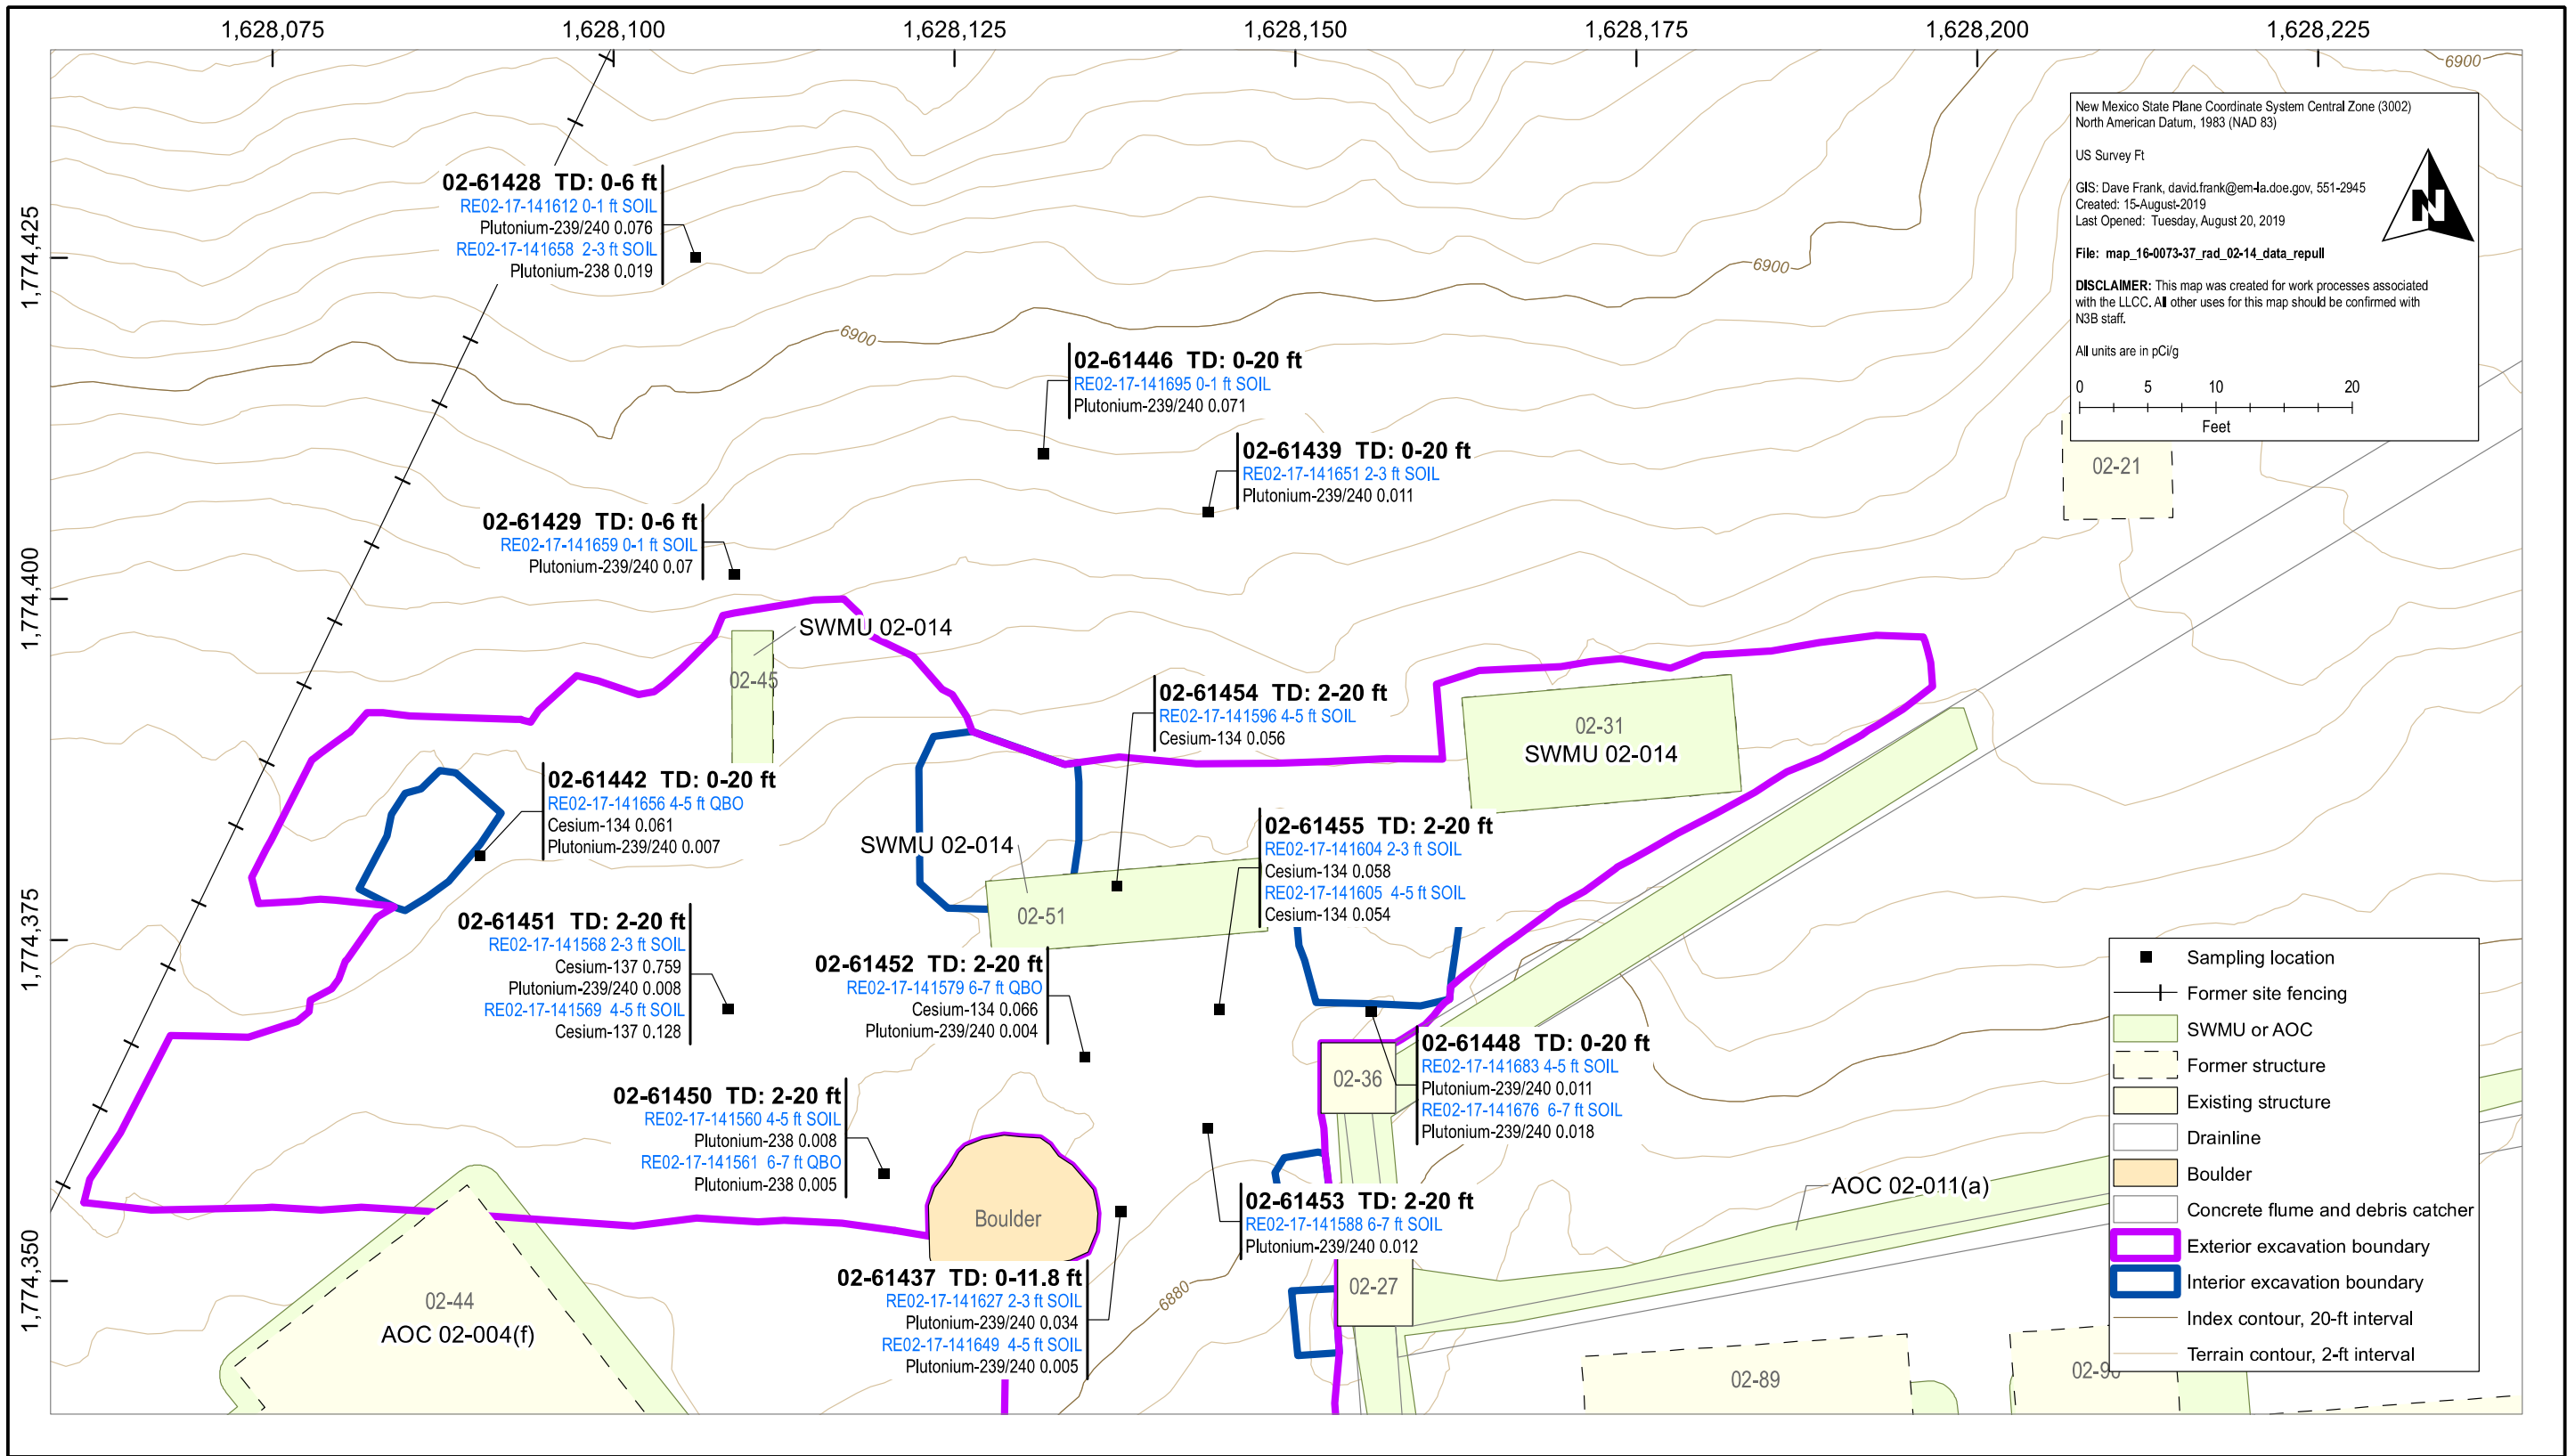 1,628,075
1,628,100
1,628,125
1,628,150
1,628,175
1,628,200
1,628,225
1,774,425
1,774,400
1,774,375
1,774,350
6900
New Mexico State Plane Coordinate System Central Zone (3002)
North American Datum, 1983 (NAD 83)
US Survey Ft
GIS: Dave Frank, david.frank@em-la.doe.gov, 551-2945
Created: 15-August-2019
Last Opened: Tuesday, August 20, 2019
N
File: map_16-0073-37_rad_02-14_data_repull
DISCLAIMER: This map was created for work processes associated
with the LLCC. All other uses for this map should be confirmed with
N3B staff.
All units are in pCi/g
0 5 10 20
Feet
02-61428 TD: 0-6 ft
RE02-17-141612 0-1 ft SOIL
Plutonium-239/240 0.076
RE02-17-141658 2-3 ft SOIL
Plutonium-238 0.019
6900
6900
02-61446 TD: 0-20 ft
RE02-17-141695 0-1 ft SOIL
Plutonium-239/240 0.071
02-61439 TD: 0-20 ft
RE02-17-141651 2-3 ft SOIL
Plutonium-239/240 0.011
02-21
02-61429 TD: 0-6 ft
RE02-17-141659 0-1 ft SOIL
Plutonium-239/240 0.07
SWMU 02-014
02-45
02-61454 TD: 2-20 ft
RE02-17-141596 4-5 ft SOIL
Cesium-134 0.056
02-31
SWMU 02-014
02-61442 TD: 0-20 ft
RE02-17-141656 4-5 ft QBO
Cesium-134 0.061
Plutonium-239/240 0.007
SWMU 02-014
02-51
02-61455 TD: 2-20 ft
RE02-17-141604 2-3 ft SOIL
Cesium-134 0.058
RE02-17-141605 4-5 ft SOIL
Cesium-134 0.054
02-61451 TD: 2-20 ft
RE02-17-141568 2-3 ft SOIL
Cesium-137 0.759
Plutonium-239/240 0.008
RE02-17-141569 4-5 ft SOIL
Cesium-137 0.128
02-61452 TD: 2-20 ft
RE02-17-141579 6-7 ft QBO
Cesium-134 0.066
Plutonium-239/240 0.004
02-61448 TD: 0-20 ft
RE02-17-141683 4-5 ft SOIL
Plutonium-239/240 0.011
RE02-17-141676 6-7 ft SOIL
Plutonium-239/240 0.018
02-36
02-61450 TD: 2-20 ft
RE02-17-141560 4-5 ft SOIL
Plutonium-238 0.008
RE02-17-141561 6-7 ft QBO
Plutonium-238 0.005
Boulder
02-61453 TD: 2-20 ft
RE02-17-141588 6-7 ft SOIL
Plutonium-239/240 0.012
AOC 02-011(a)
02-61437 TD: 0-11.8 ft
RE02-17-141627 2-3 ft SOIL
Plutonium-239/240 0.034
RE02-17-141649 4-5 ft SOIL
Plutonium-239/240 0.005
6880
02-27
02-44
AOC 02-004(f)
02-89
Sampling location
Former site fencing
SWMU or AOC
Former structure
Existing structure
Drainline
Boulder
Concrete flume and debris catcher
Exterior excavation boundary
Interior excavation boundary
Index contour, 20-ft interval
Terrain contour, 2-ft interval